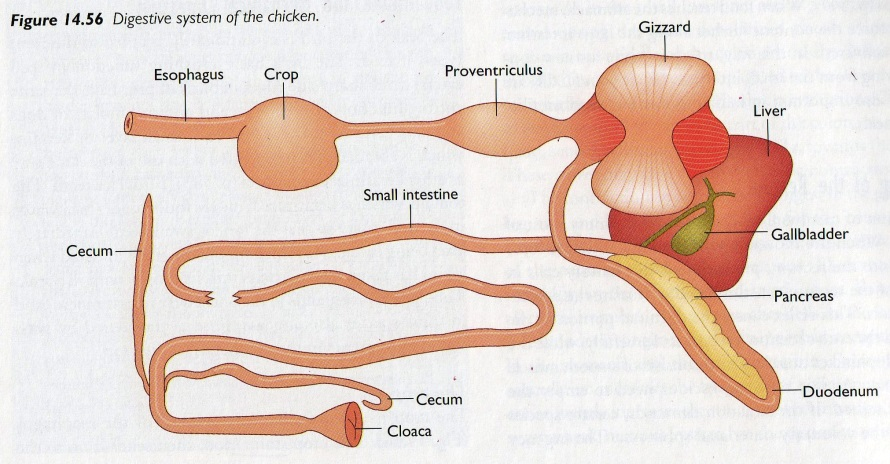 Figure 14.56 Digestive system of the chicken.
Gizzard
Esophagus
Crop
Proventriculus
Liver
Small intestine
Cecum
Gallbladder
Pancreas
Duodenum
Cecum
Cloaca